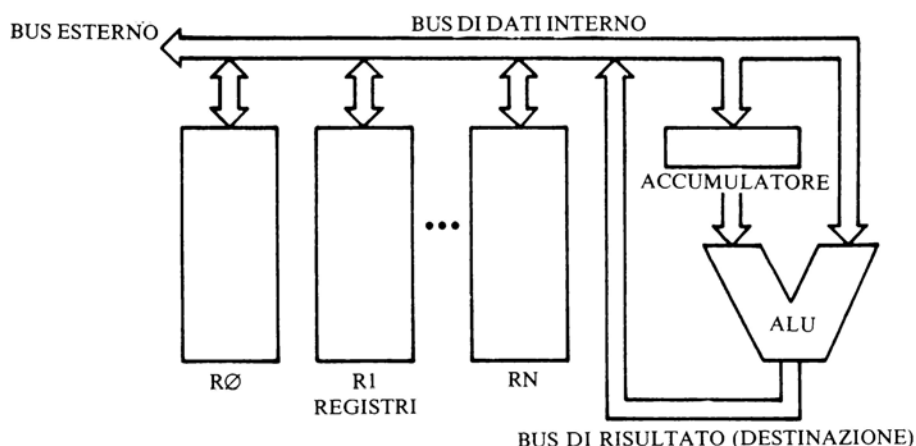 BUS ESTERNO
BUS DI DATI INTERNO
ACCUMULATORE
•••
ALU
RØ
R1
RN
REGISTRI
BUS DI RISULTATO (DESTINAZIONE)